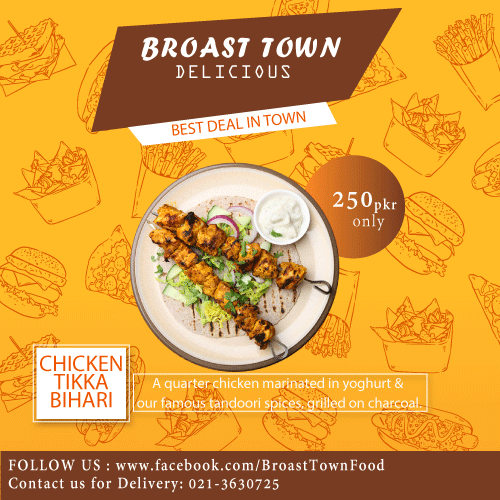 BROAST TOWN
DELICIOUS
BEST DEAL IN TOWN
250pkr
only
CHICKEN
TIKKA
BIHARI
A quarter chicken marinated in yoghurt &
our famous tandoori spices, grilled on charcoal.
FOLLOW US : www.facebook.com/BroastTownFood
Contact us for Delivery: 021-3630725